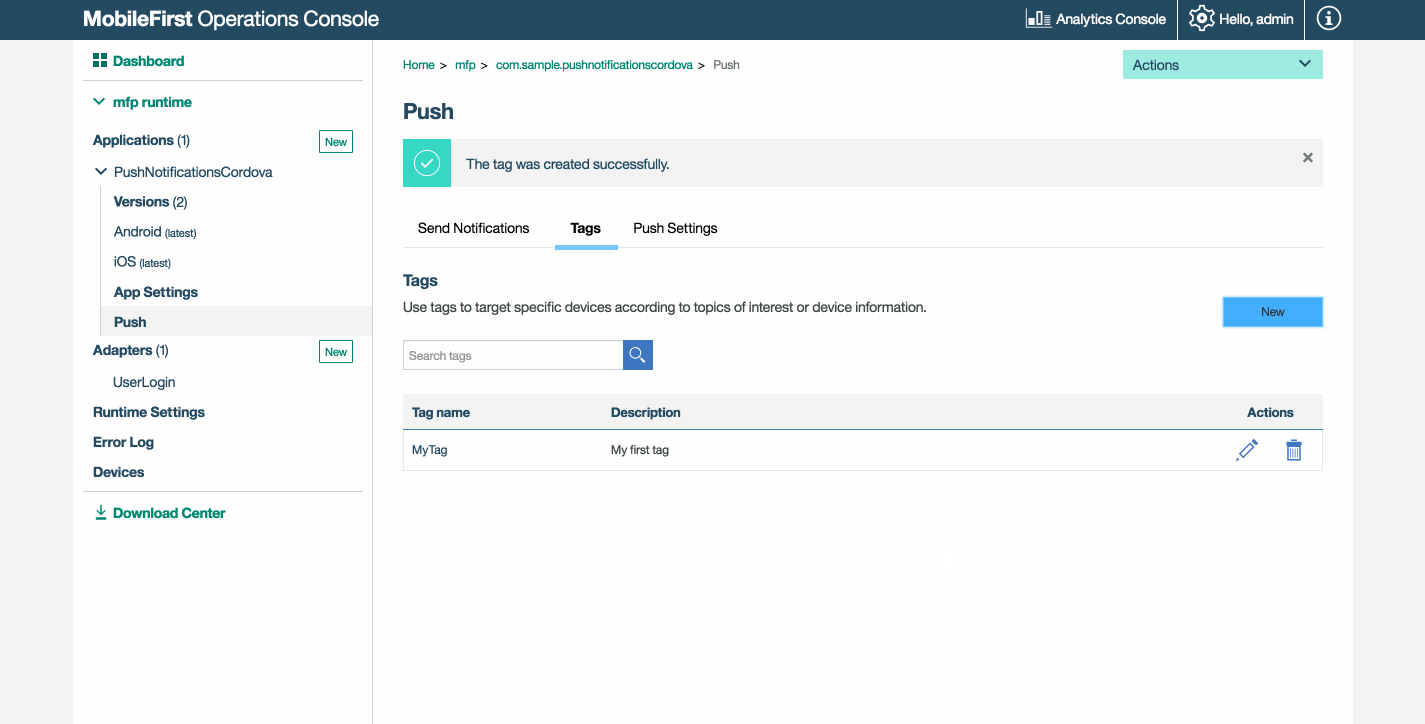 MobileFirst Operations Console
Analytics Console
Hello, admin
Dashboard
mfp runtime
Applications (1)
New
PushNotificationsCordova
Versions (2)
Android (latest)
iOS (latest)
App Settings
Push
Adapters (1)
New
UserLogin
Runtime Settings
Error Log
Devices
Download Center
Home > mfp > com.sample.pushnotificationscordova > Push
Actions
Push
The tag was created successfully.
Send Notifications
Tags
Push Settings
Tags
Use tags to target specific devices according to topics of interest or device information.
New
Search tags
Tag name Description Actions
MyTag My first tag